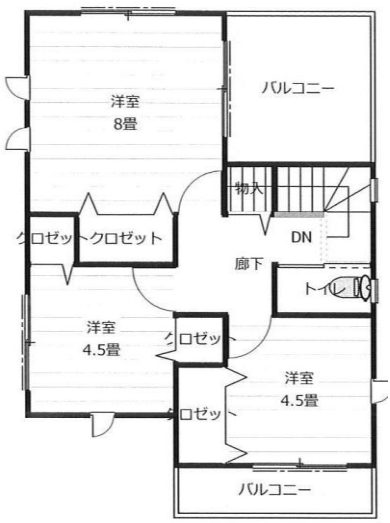 洋室
8畳
バルコニー
物入
クロゼット
クロゼット
DN
廊下
トイレ
洋室
4.5畳
クロゼット
洋室
4.5畳
クロゼット
バルコニー